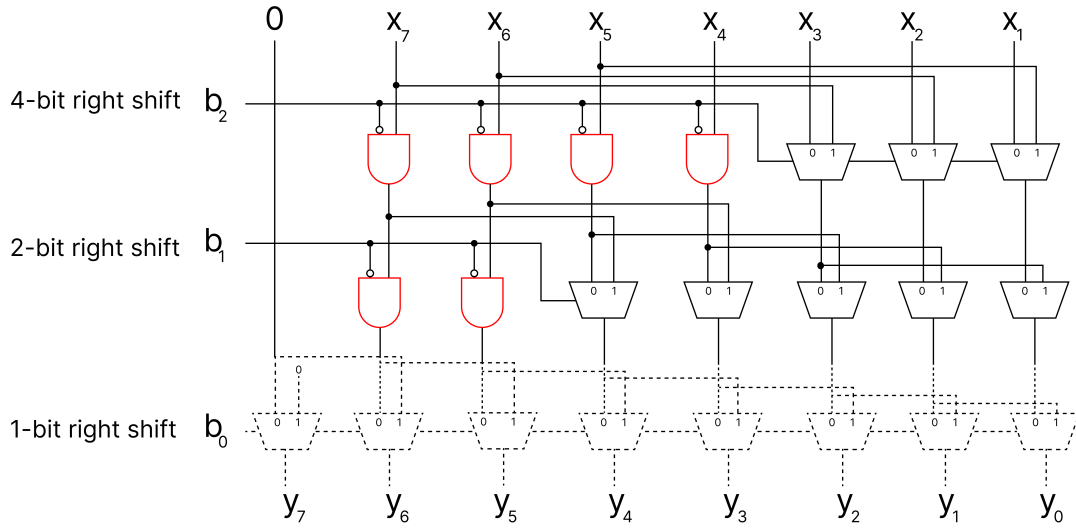 0 x7 x6 x5 x4 x3 x2 x1
4-bit right shift b2
0 1 0 1 0 1
2-bit right shift b1
0 1 0 1 0 1 0 1 0 1
0
1-bit right shift b0
0 1 0 1 0 1 0 1 0 1 0 1 0 1 0 1
y7 y6 y5 y4 y3 y2 y1 y0